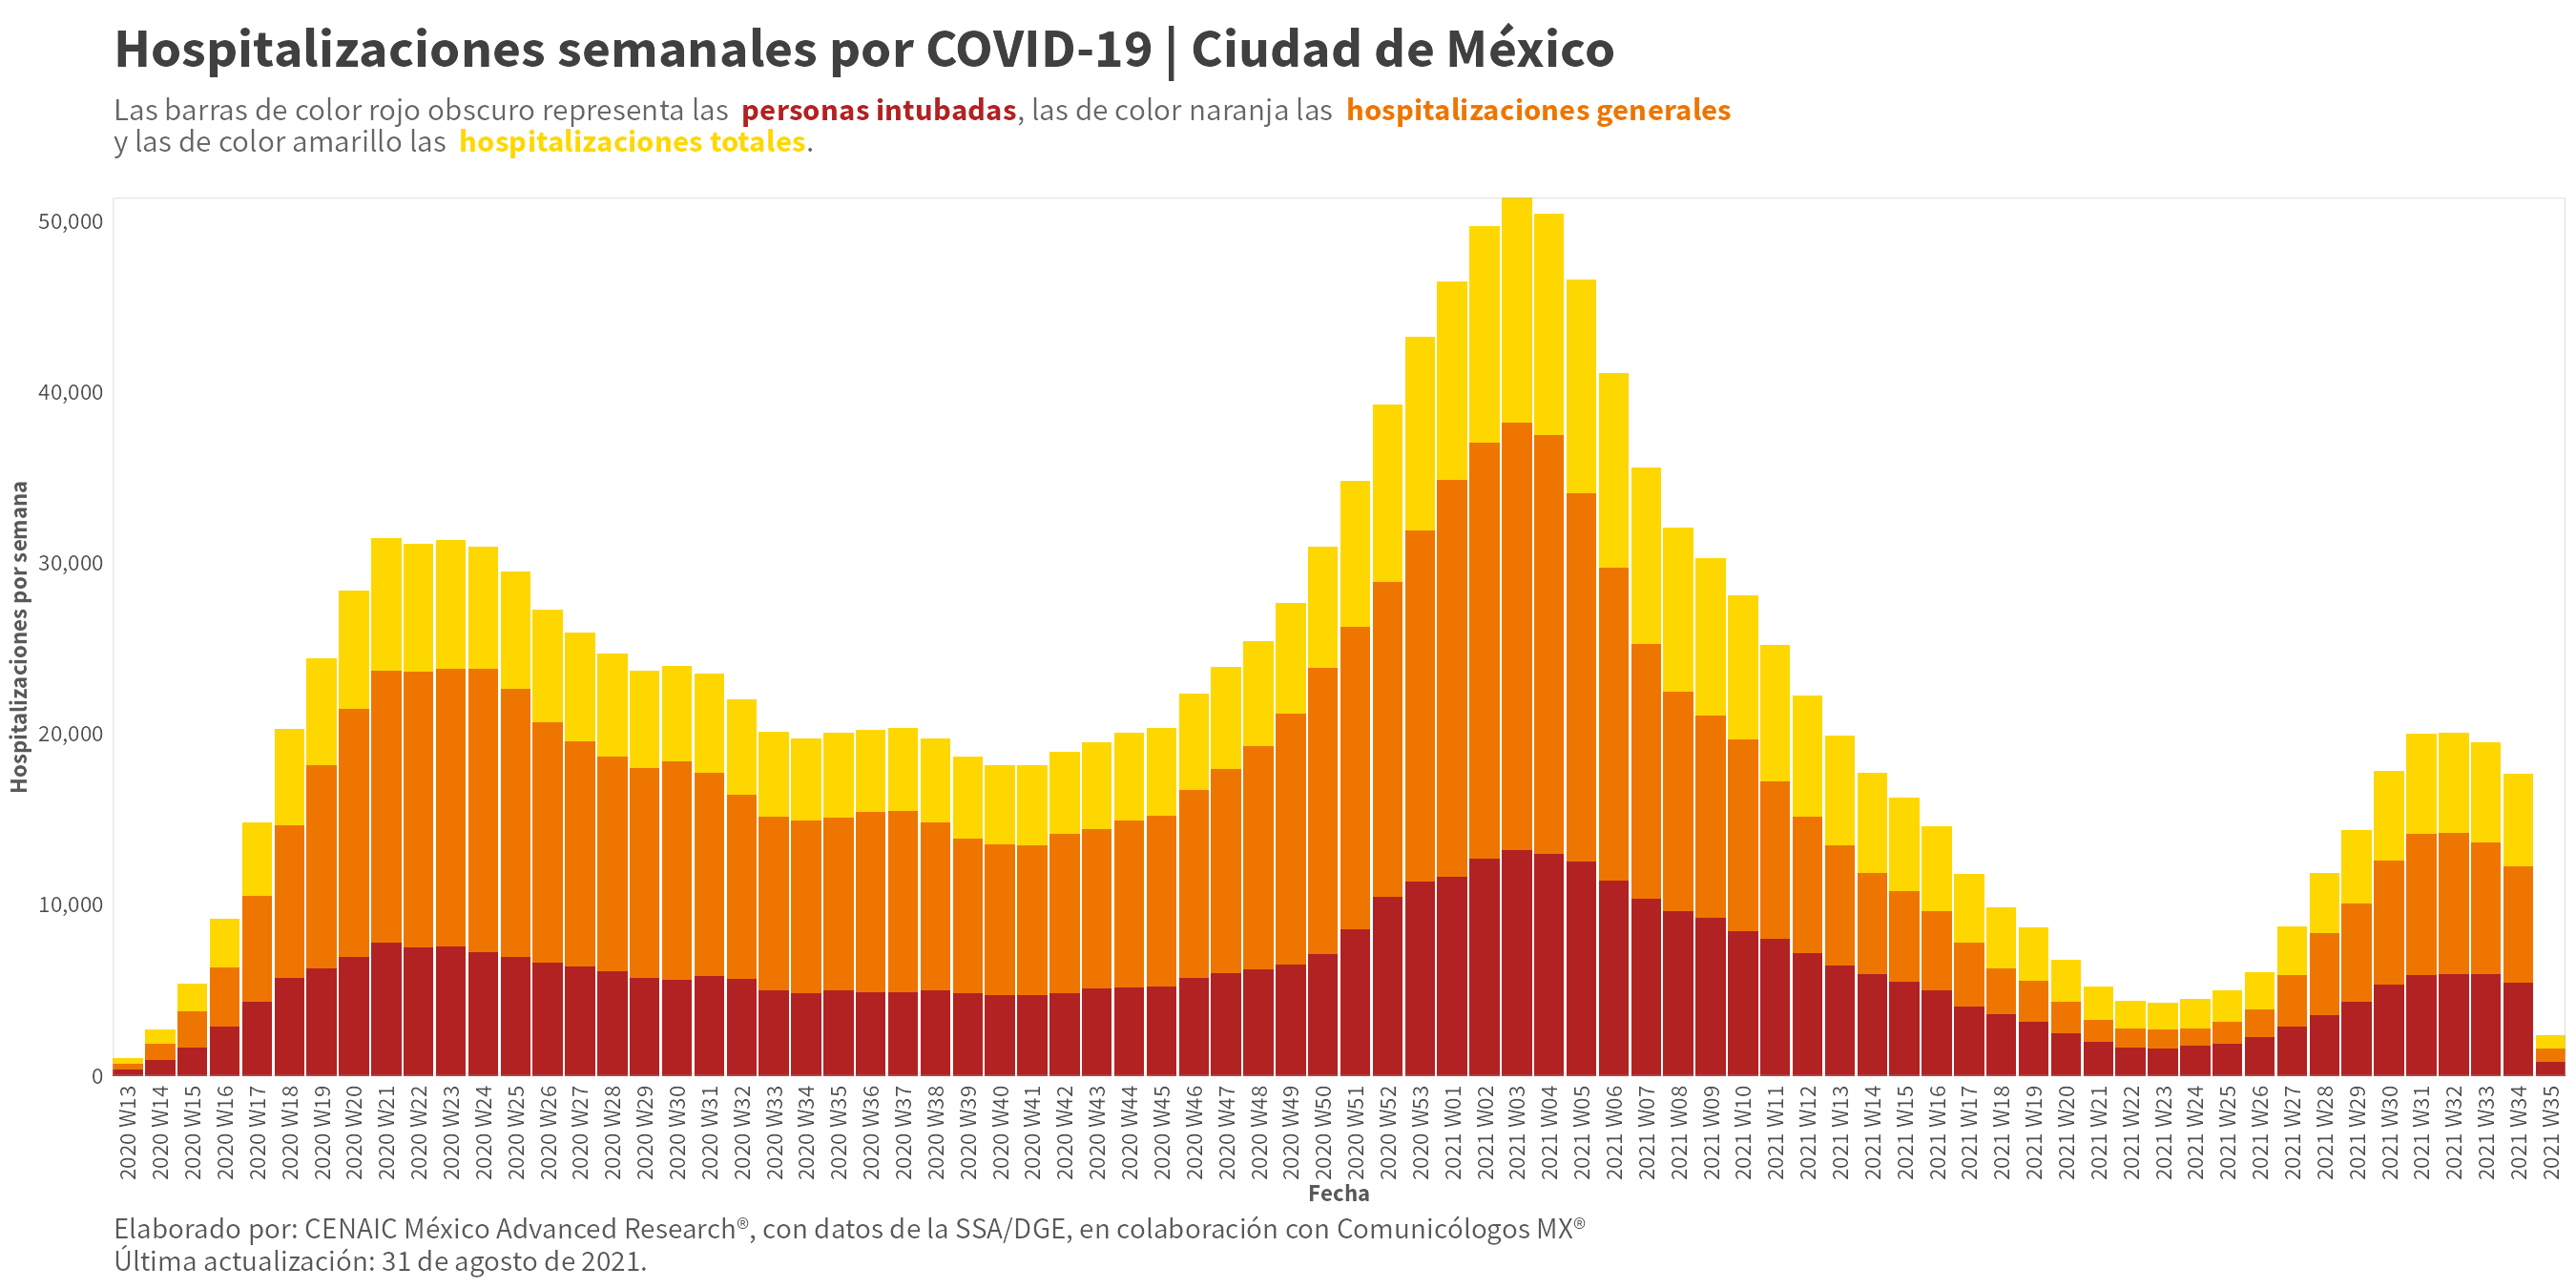 Hospitalizaciones semanales por COVID-19 | Ciudad de México
Las barras de color rojo obscuro representa las personas intubadas, las de color naranja las hospitalizaciones generales
y las de color amarillo las hospitalizaciones totales.
Hospitalizaciones por semana
50,000
40,000
30,000
20,000
10,000
0
2020 W13
2020 W14
2020 W15
2020 W16
2020 W17
2020 W18
2020 W19
2020 W20
2020 W21
2020 W22
2020 W23
2020 W24
2020 W25
2020 W26
2020 W27
2020 W28
2020 W29
2020 W30
2020 W31
2020 W32
2020 W33
2020 W34
2020 W35
2020 W36
2020 W37
2020 W38
2020 W39
2020 W40
2020 W41
2020 W42
2020 W43
2020 W44
2020 W45
2020 W46
2020 W47
2020 W48
2020 W49
2020 W50
2020 W51
2020 W52
2020 W53
2021 W01
2021 W02
2021 W03
2021 W04
2021 W05
2021 W06
2021 W07
2021 W08
2021 W09
2021 W10
2021 W11
2021 W12
2021 W13
2021 W14
2021 W15
2021 W16
2021 W17
2021 W18
2021 W19
2021 W20
2021 W21
2021 W22
2021 W23
2021 W24
2021 W25
2021 W26
2021 W27
2021 W28
2021 W29
2021 W30
2021 W31
2021 W32
2021 W33
2021 W34
2021 W35
Fecha
Elaborado por: CENAIC México Advanced Research®, con datos de la SSA/DGE, en colaboración con Comunicólogos MX®
Última actualización: 31 de agosto de 2021.